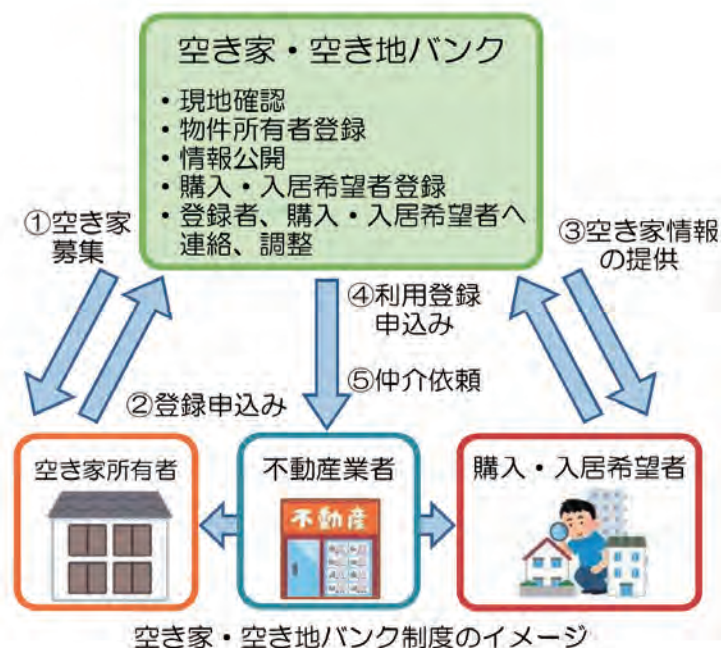 空き家・空き地バンク
・現地確認
・物件所有者登録
・情報公開
・購入・入居希望者登録
・登録者、購入・入居希望者へ
連絡、調整
①空き家
募集
②登録申込み
③空き家情報
の提供
④利用登録
申込み
⑤仲介依頼
空き家所有者
不動産業者
不動産
購入・入居希望者
空き家・空き地バンク制度のイメージ